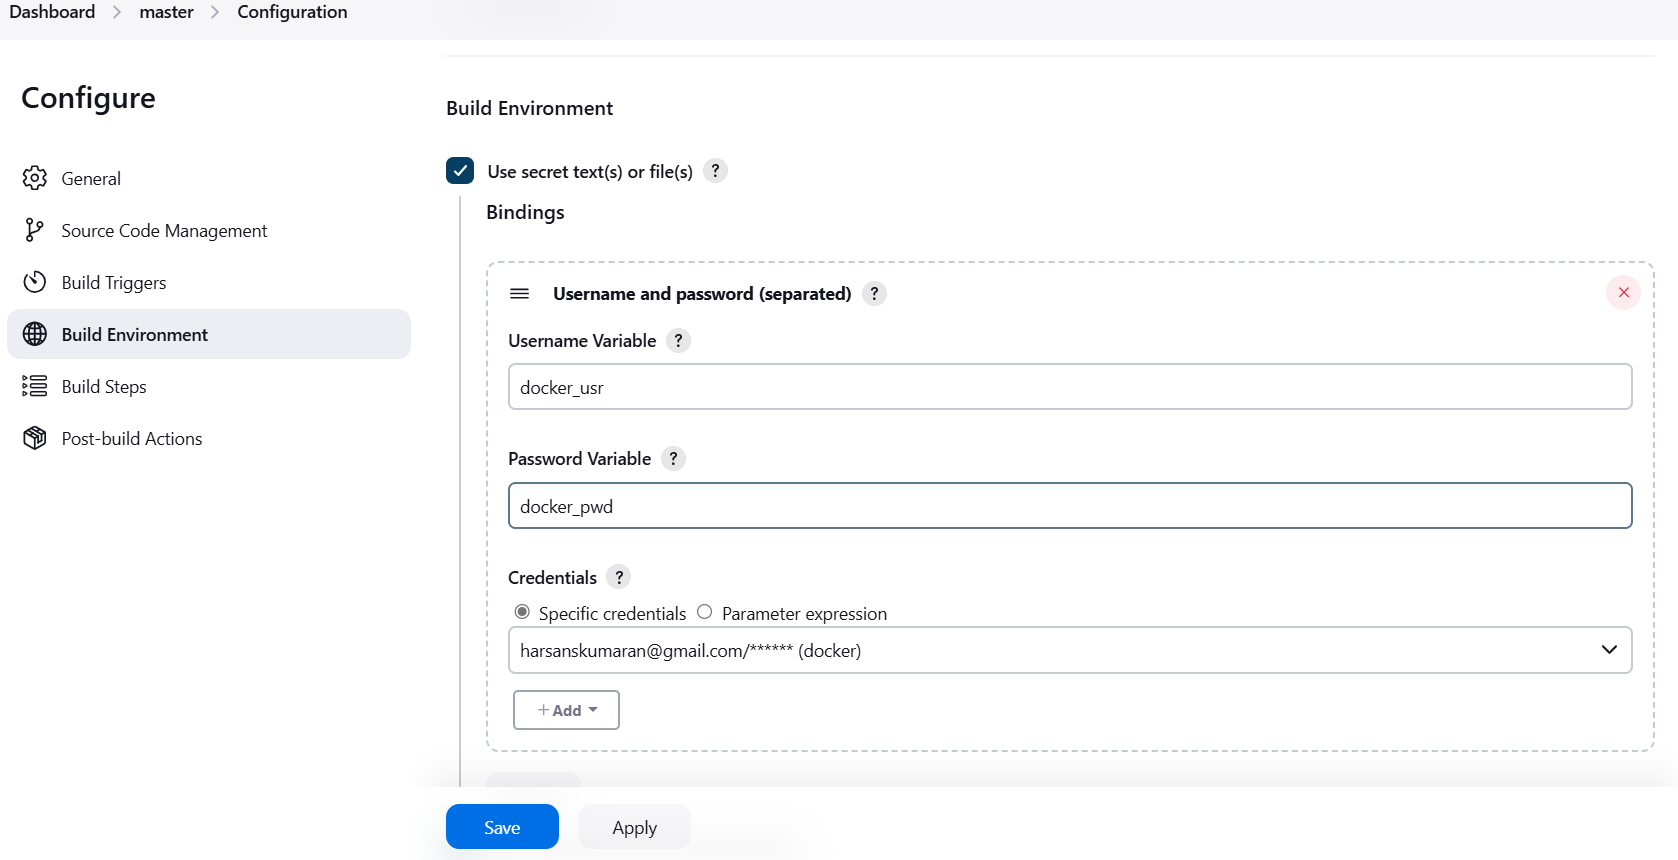 Dashboard > master > Configuration
Configure
General
Source Code Management
Build Triggers
Build Environment
Build Steps
Post-build Actions
Build Environment
Use secret text(s) or file(s) ?
Bindings
Username and password (separated) ?
Username Variable ?
docker_usr
Password Variable ?
docker_pwd
Credentials ?
Specific credentials Parameter expression
harsanskumaran@gmail.com/****** (docker)
+ Add
Save Apply